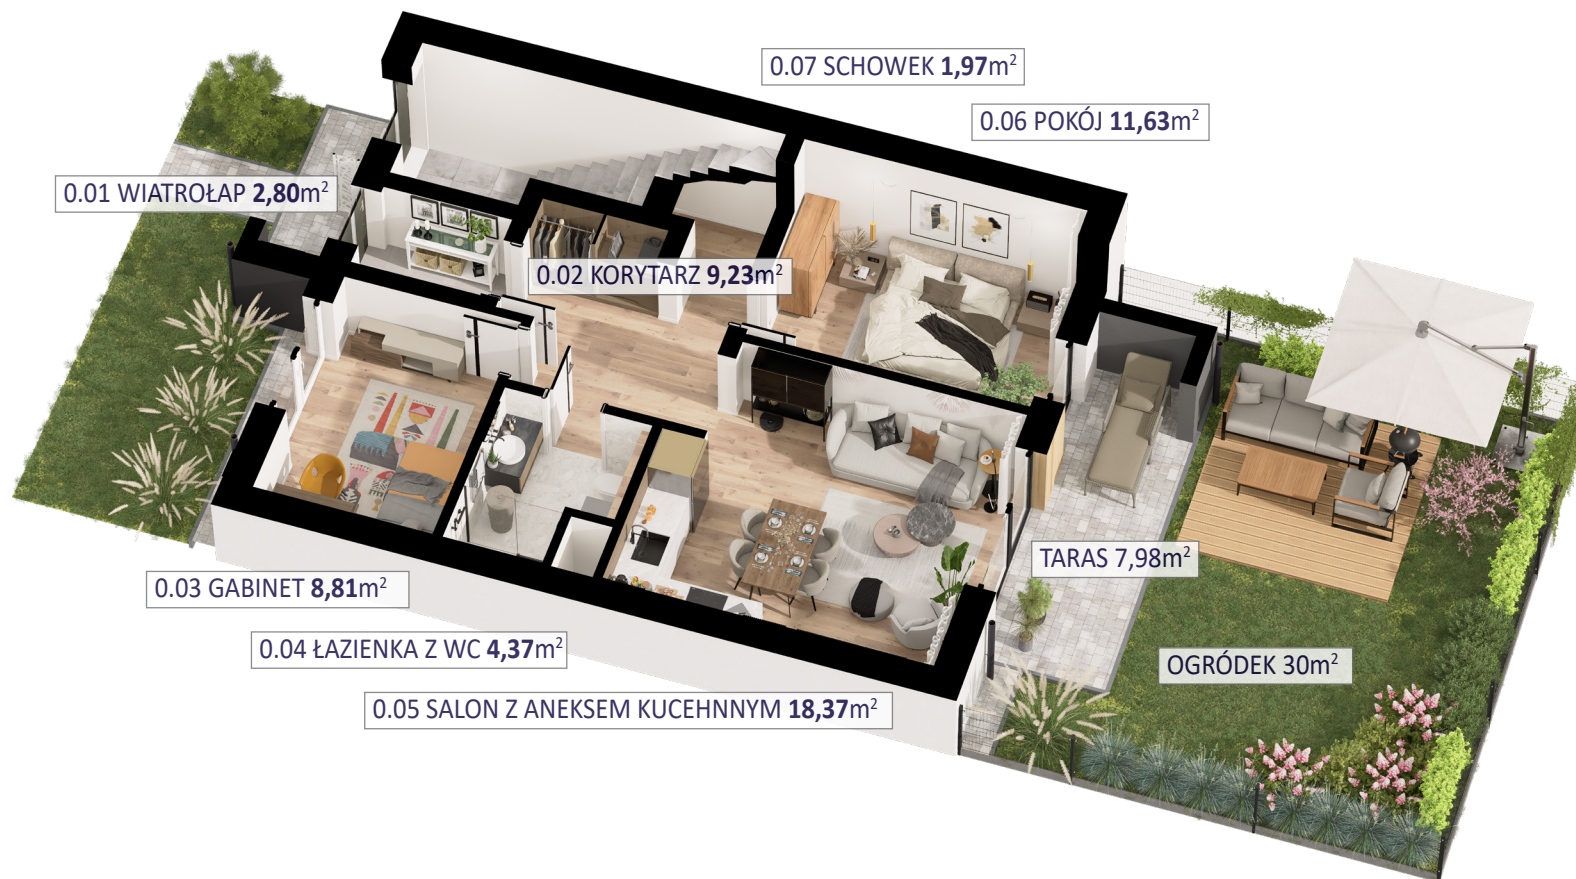 0.07 SCHOWEK 1,97m²
0.06 POKÓJ 11,63m²
0.01 WIATROŁAP 2,80m²
0.02 KORYTARZ 9,23m²
TARAS 7,98m²
0.03 GABINET 8,81m²
0.04 ŁAZIENKA Z WC 4,37m²
OGRÓDEK 30m²
0.05 SALON Z ANEKSEM KUCEHNNYM 18,37m²